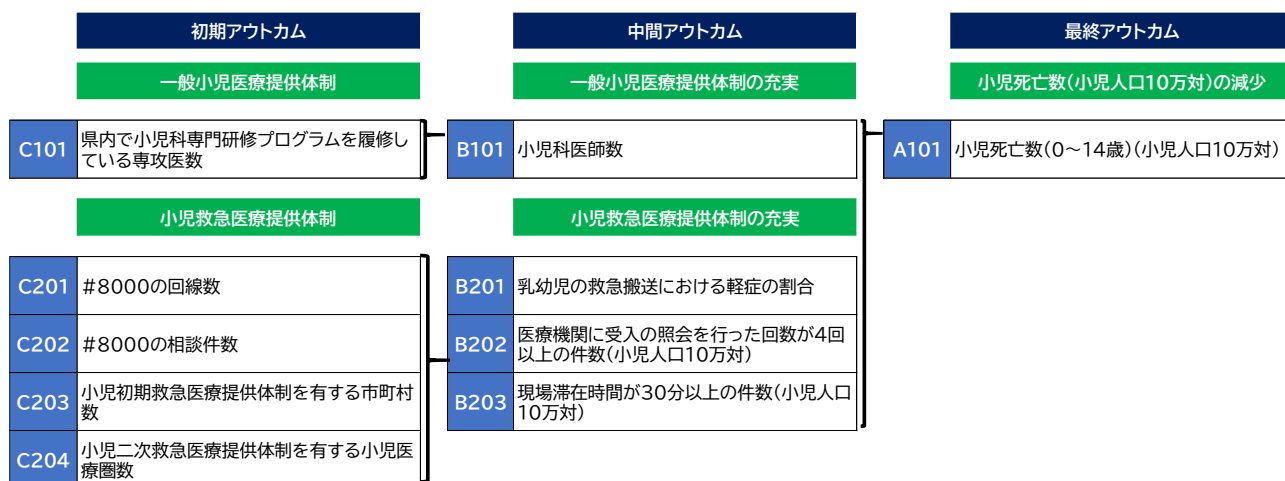 初期アウトカム
中間アウトカム
最終アウトカム
一般小児医療提供体制
一般小児医療提供体制の充実
小児死亡数(小児人口10万対)の減少
C101
県内で小児科専門研修プログラムを履修し
ている専攻医数
B101
小児科医師数
A101
小児死亡数(0～14歳)(小児人口10万対)
小児救急医療提供体制
小児救急医療提供体制の充実
C201
#8000の回線数
B201
乳幼児の救急搬送における軽症の割合
C202
#8000の相談件数
B202
医療機関に受入の照会を行った回数が4回
以上の件数(小児人口10万対)
C203
小児初期救急医療提供体制を有する市町村
数
B203
現場滞在時間が30分以上の件数(小児人口
10万対)
C204
小児二次救急医療提供体制を有する小児医
療圏数